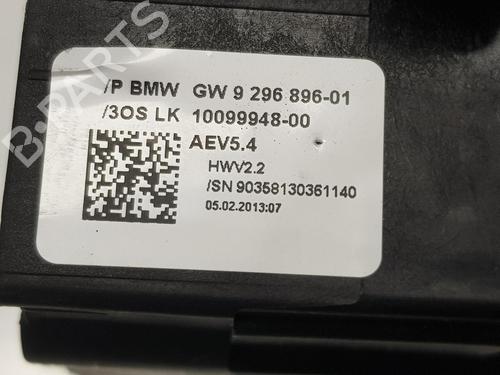 /P BMW GW 9 296 896-01
/3OS LK 10099948-00
AEV5.4
HWV2.2
/SN 90358130361140
05.02.2013:07
B-PARTS